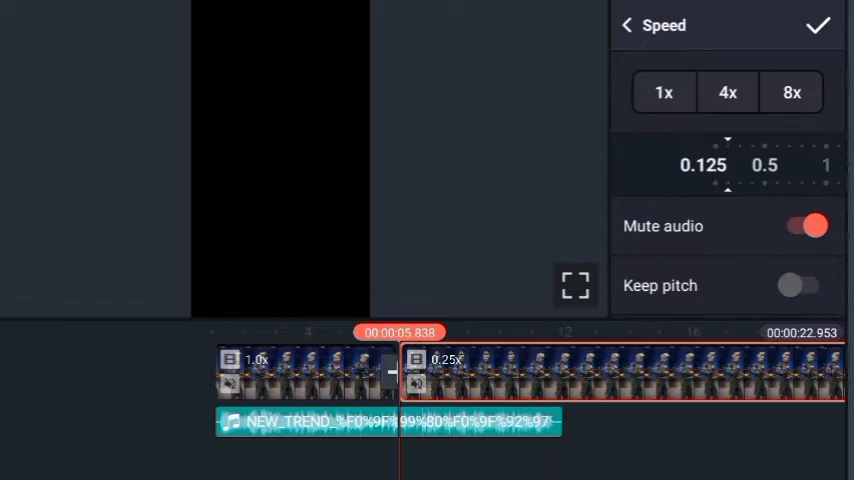 Speed
1x 4x 8x
0.125 0.5 1
Mute audio
Keep pitch
4 00:00:05.838 12 16 00:00:22.953
1.0x 0.25x
NEW_TREND_%F0%9F%99%80%F0%9F%92%97